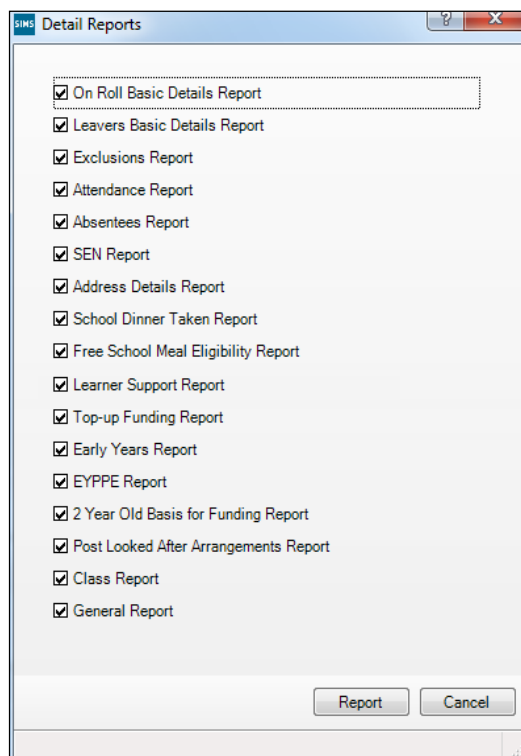 SIMS Detail Reports ? X
On Roll Basic Details Report
Leavers Basic Details Report
Exclusions Report
Attendance Report
Absentees Report
SEN Report
Address Details Report
School Dinner Taken Report
Free School Meal Eligibility Report
Learner Support Report
Top-up Funding Report
Early Years Report
EYPPE Report
2 Year Old Basis for Funding Report
Post Looked After Arrangements Report
Class Report
General Report
Report Cancel